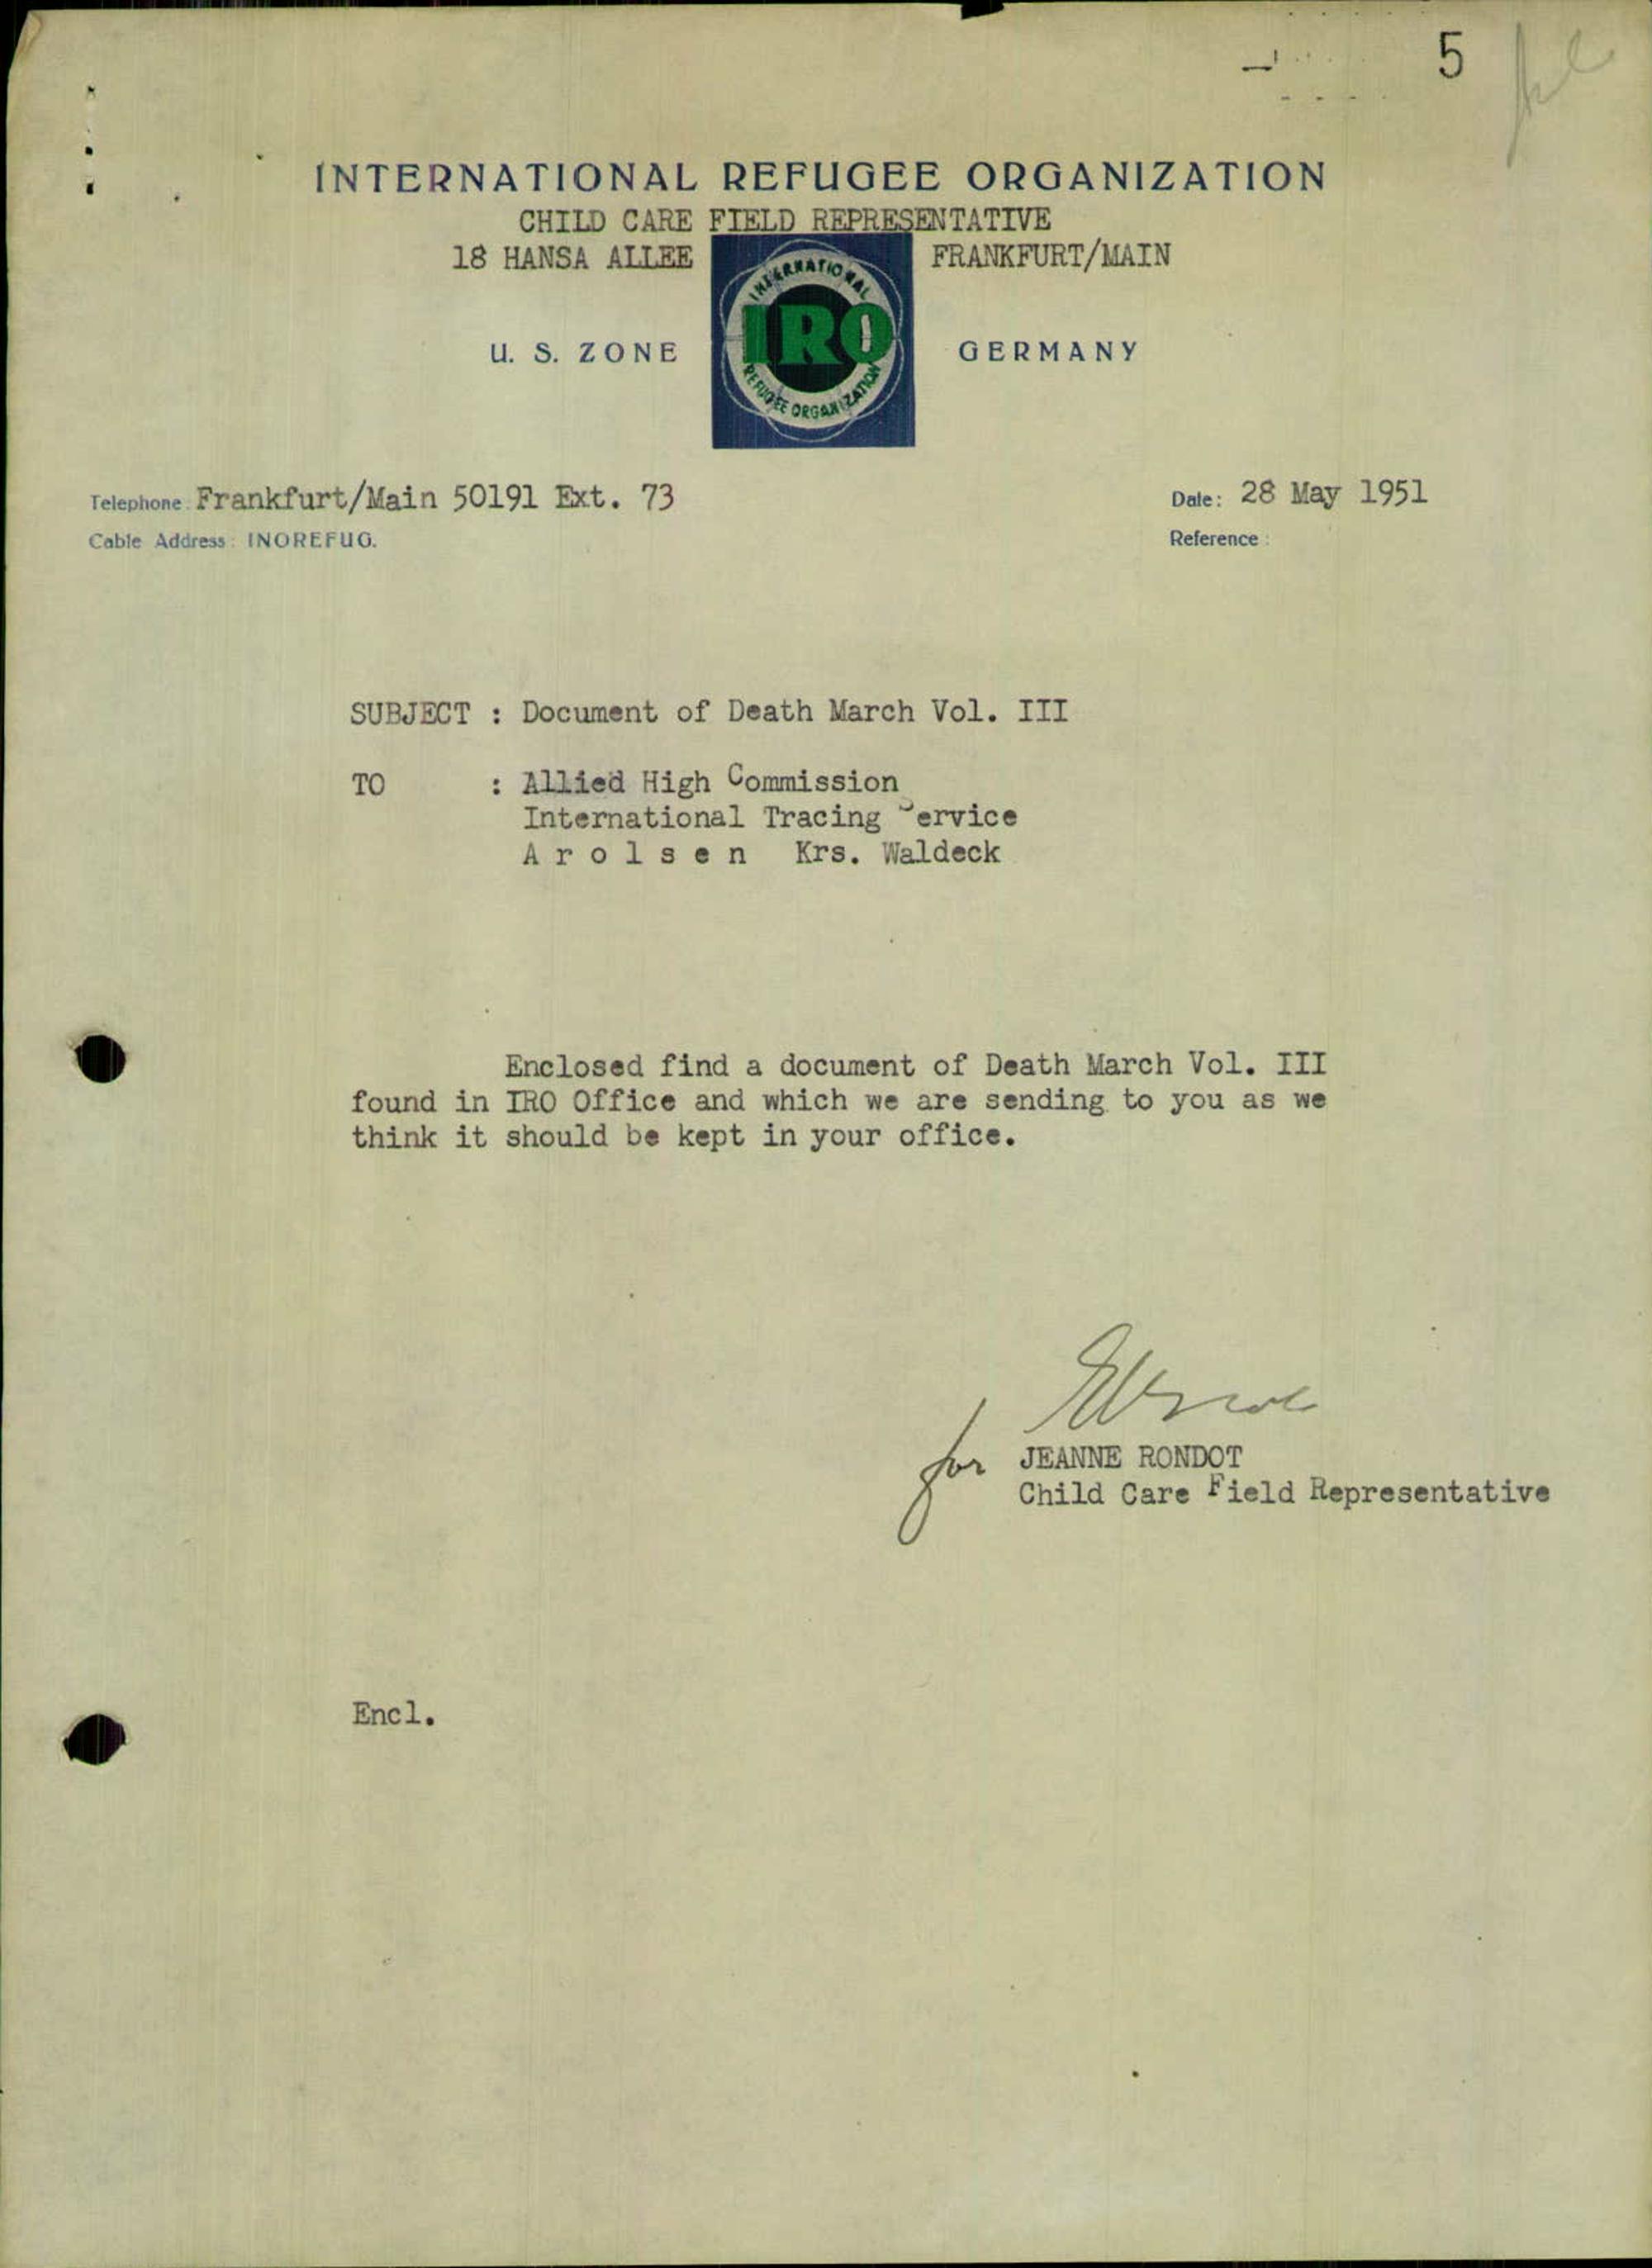 5
INTERNATIONAL REFUGEE ORGANIZATION
CHILD CARE FIELD REPRESENTATIVE
18 HANSA ALLEE FRANKFURT/MAIN
INTERNATIONAL
IRO
REFUGEE ORGANIZATION
U. S. ZONE GERMANY
Telephone: Frankfurt/Main 50191 Ext. 73
Date: 28 May 1951
Cable Address: INOREFUG.
Reference:
SUBJECT : Document of Death March Vol. III
TO : Allied High Commission
International Tracing Service
A r o l s e n Krs. Waldeck
Enclosed find a document of Death March Vol. III
found in IRO Office and which we are sending to you as we
think it should be kept in your office.
for JEANNE RONDOT
Child Care Field Representative
Encl.